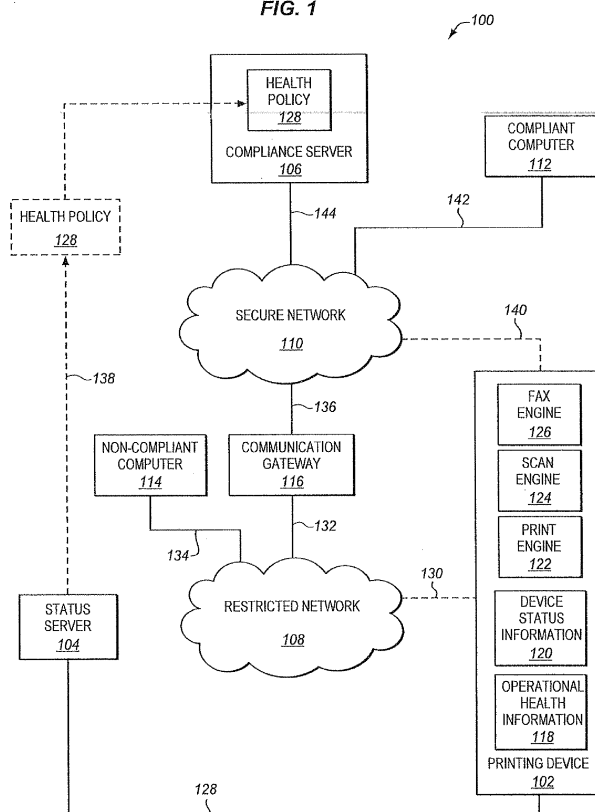 FIG. 1
100
HEALTH
POLICY
128
COMPLIANCE SERVER
106
COMPLIANT
COMPUTER
112
144
142
HEALTH POLICY
128
SECURE NETWORK
110
140
138
136
FAX
ENGINE
126
NON-COMPLIANT
COMPUTER
114
COMMUNICATION
GATEWAY
116
SCAN
ENGINE
124
132
134
PRINT
ENGINE
122
130
STATUS
SERVER
104
RESTRICTED NETWORK
108
DEVICE
STATUS
INFORMATION
120
OPERATIONAL
HEALTH
INFORMATION
118
PRINTING DEVICE
102
128